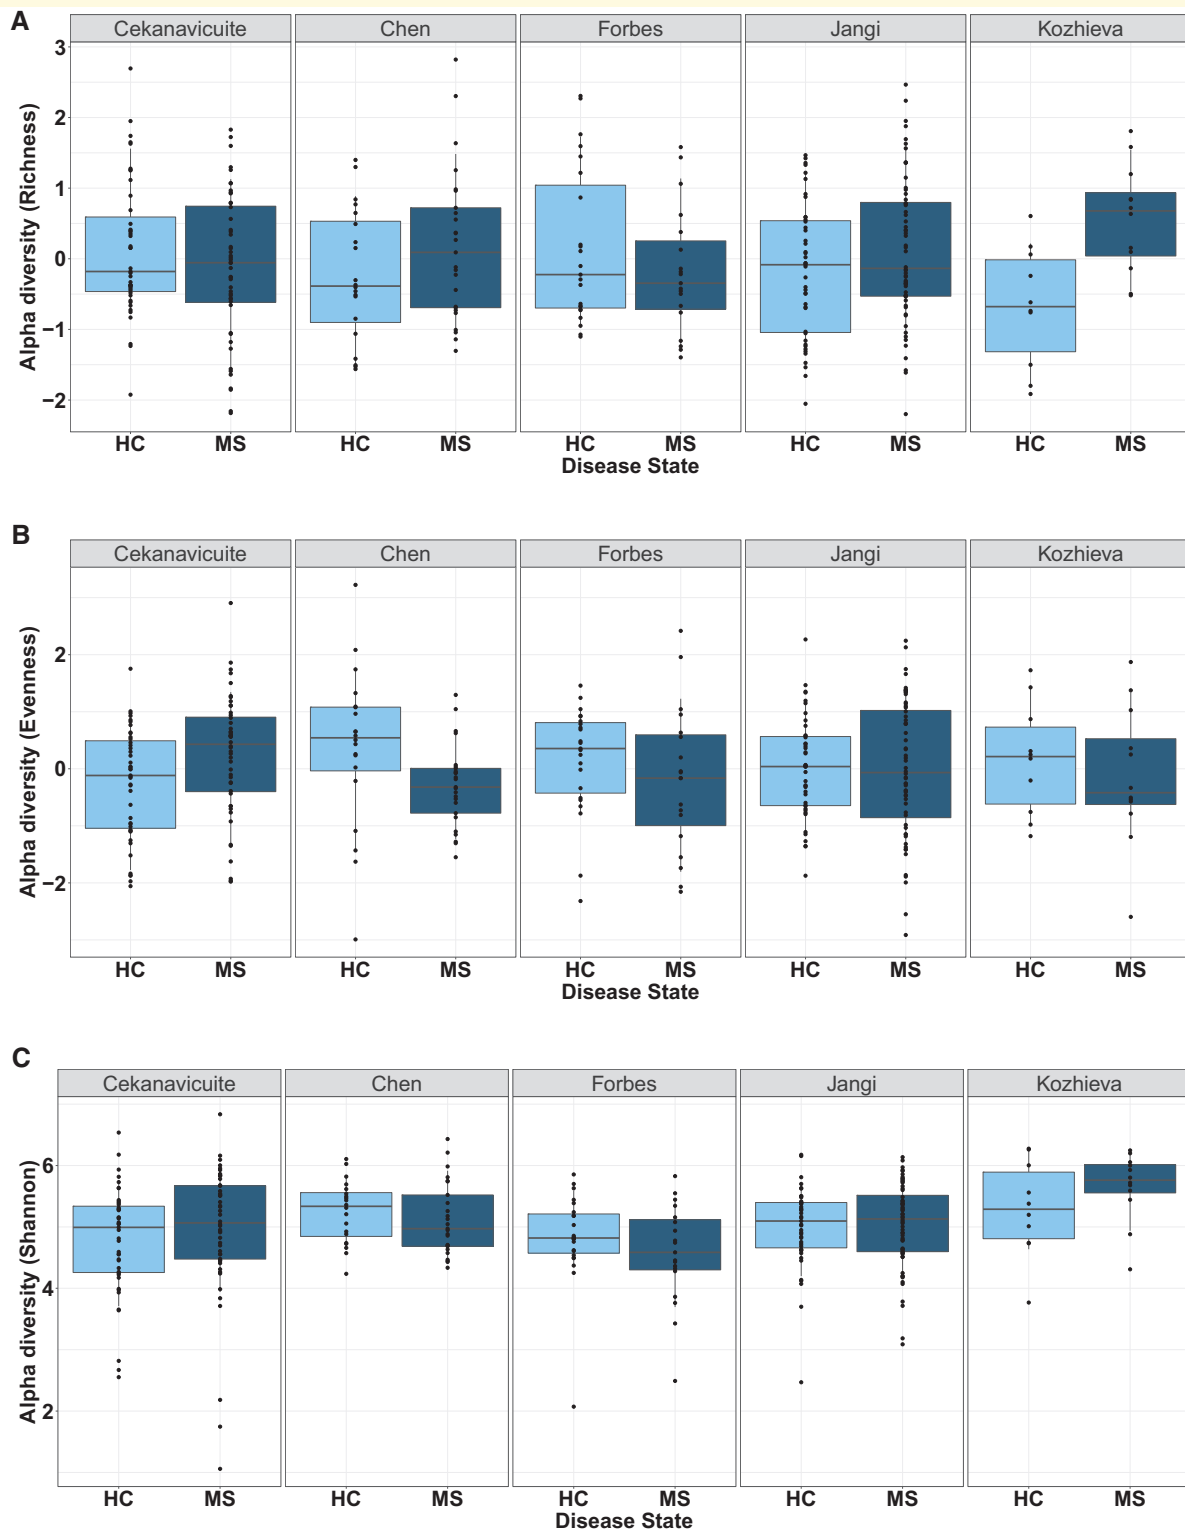 A
Cekanavicuite Chen Forbes Jangi Kozhieva
Alpha diversity (Richness)
3
2
1
0
−1
−2
HC MS HC MS HC MS HC MS HC MS
Disease State
B
Cekanavicuite Chen Forbes Jangi Kozhieva
Alpha diversity (Evenness)
2
0
−2
HC MS HC MS HC MS HC MS HC MS
Disease State
C
Cekanavicuite Chen Forbes Jangi Kozhieva
Alpha diversity (Shannon)
6
4
2
HC MS HC MS HC MS HC MS HC MS
Disease State